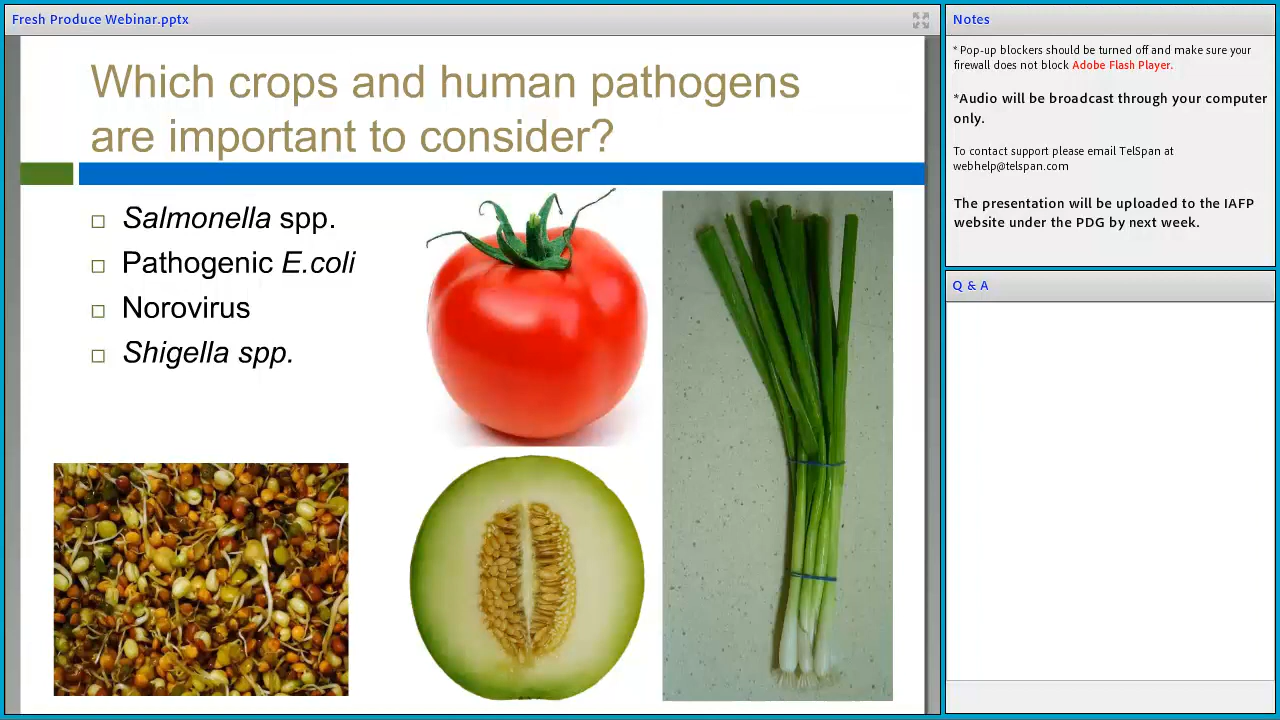 Fresh Produce Webinar.pptx
Which crops and human pathogens
are important to consider?
Salmonella spp.
Pathogenic E.coli
Norovirus
Shigella spp.
Notes
* Pop-up blockers should be turned off and make sure your
firewall does not block Adobe Flash Player.
*Audio will be broadcast through your computer
only.
To contact support please email TelSpan at
webhelp@telspan.com
The presentation will be uploaded to the IAFP
website under the PDG by next week.
Q & A